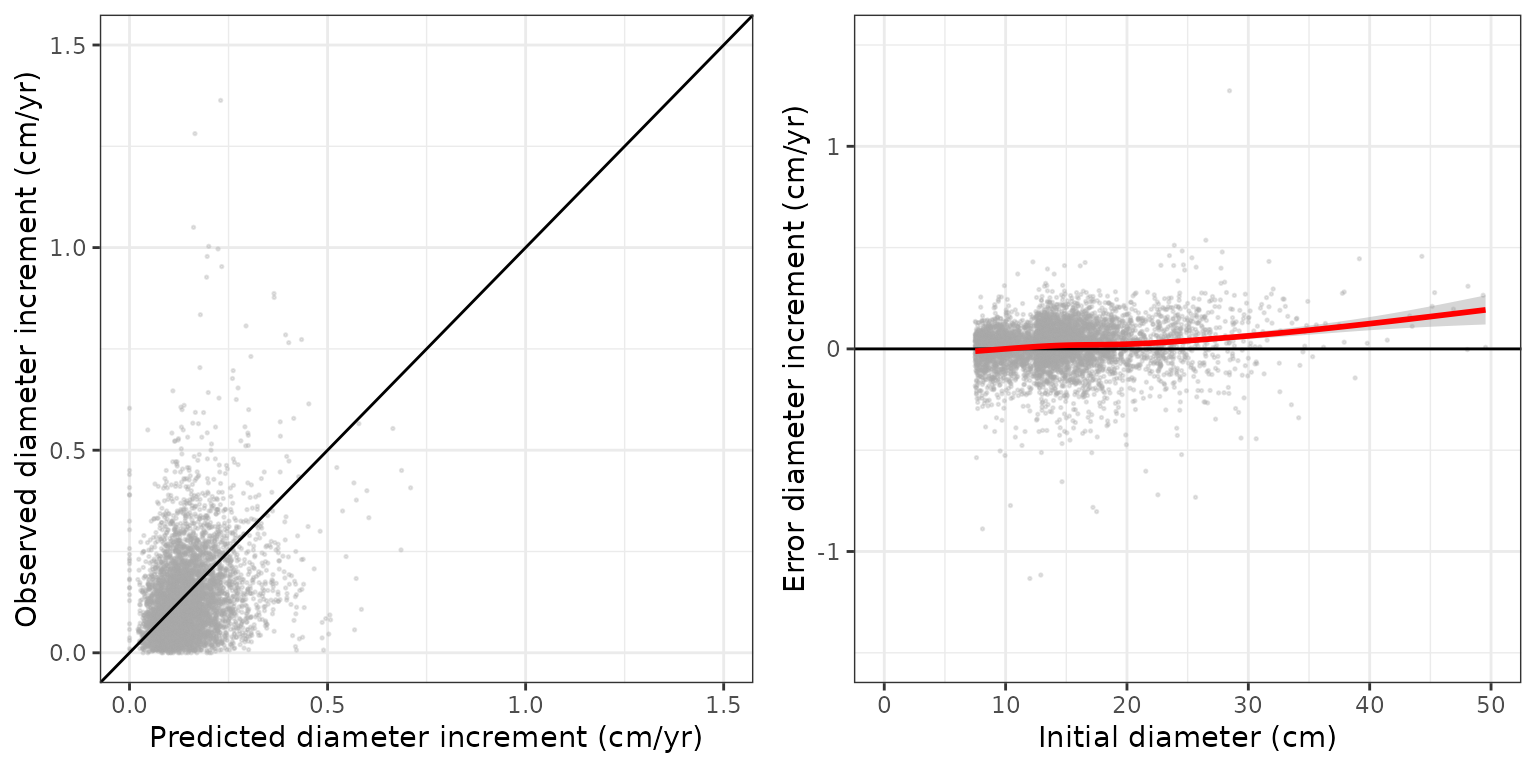 Observed diameter increment (cm/yr)
1.5
1.0
0.5
0.0
0.0 0.5 1.0 1.5
Predicted diameter increment (cm/yr)
Error diameter increment (cm/yr)
1
0
-1
0 10 20 30 40 50
Initial diameter (cm)